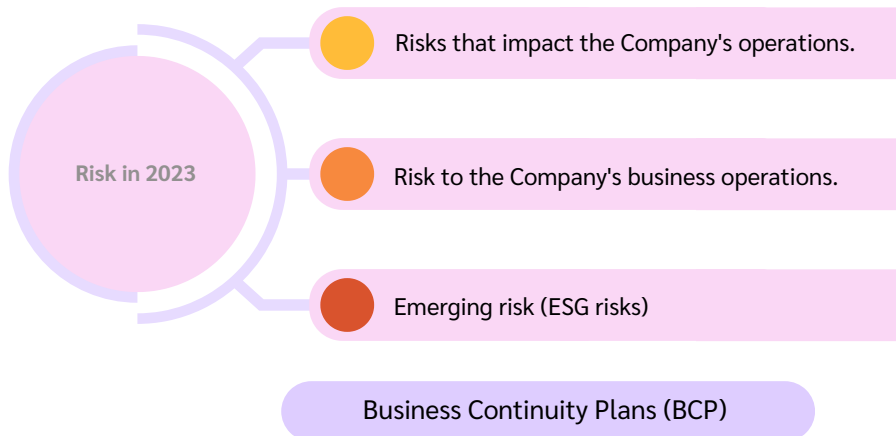 Risk in 2023
Risks that impact the Company's operations.
Risk to the Company's business operations.
Emerging risk (ESG risks)
Business Continuity Plans (BCP)